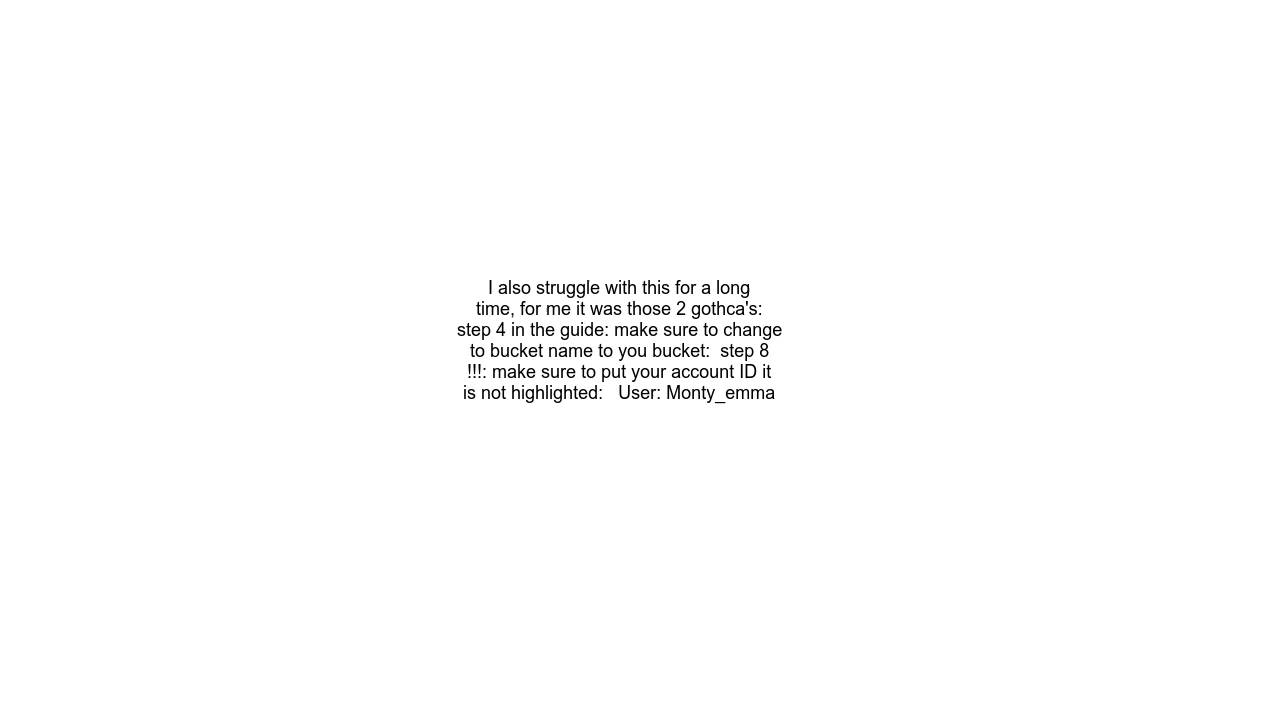 I also struggle with this for a long
time, for me it was those 2 gothca's:
step 4 in the guide: make sure to change
to bucket name to you bucket:  step 8
!!!: make sure to put your account ID it
is not highlighted:   User: Monty_emma